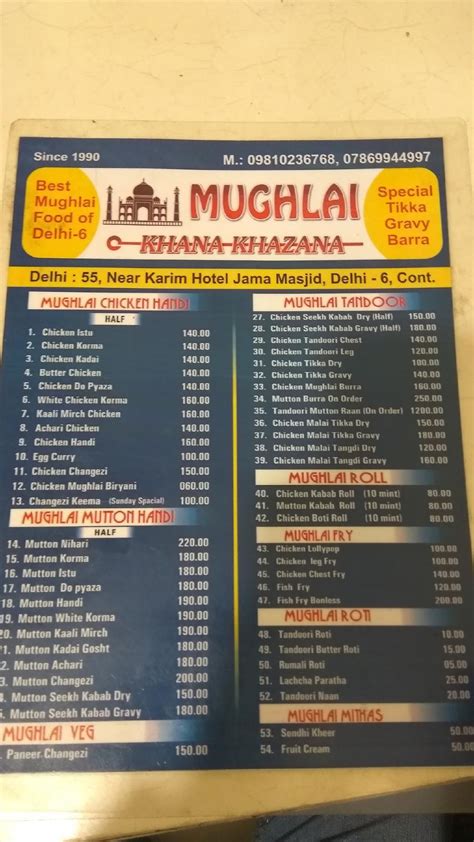 Since 1990
M.: 09810236768, 07869944997
Best
Mughlai
Food of
Delhi-6
MUGHLAI
KHANA KHAZANA
Special
Tikka
Gravy
Barra
Delhi : 55, Near Karim Hotel Jama Masjid, Delhi - 6, Cont.
MUGHLAI CHICKEN HANDI
HALF
1. Chicken Istu 140.00
2. Chicken Korma 140.00
3. Chicken Kadai 140.00
4. Butter Chicken 140.00
5. Chicken Do Pyaza 140.00
6. White Chicken Korma 160.00
7. Kaali Mirch Chicken 160.00
8. Achari Chicken 140.00
9. Chicken Handi 160.00
10. Egg Curry 100.00
11. Chicken Changezi 150.00
12. Chicken Mughlai Biryani 060.00
13. Changezi Keema (Sunday Spacial) 100.00
MUGHLAI MUTTON HANDI
HALF
14. Mutton Nihari 220.00
15. Mutton Korma 180.00
16. Mutton Istu 180.00
17. Mutton Do pyaza 180.00
18. Mutton Handi 190.00
19. Mutton White Korma 190.00
20. Mutton Kaali Mirch 190.00
1. Mutton Kadai Gosht 180.00
2. Mutton Achari 180.00
Mutton Changezi 200.00
Mutton Seekh Kabab Dry 150.00
Mutton Seekh Kabab Gravy 180.00
MUGHLAI VEG
Paneer Changezi 150.00
MUGHLAI TANDOOR
27. Chicken Seekh Kabab Dry (Half) 150.00
28. Chicken Seekh Kabab Gravy (Half) 180.00
29. Chicken Tandoori Chest 140.00
30. Chicken Tandoori Leg 120.00
31. Chicken Tikka Dry 100.00
32. Chicken Tikka Gravy 140.00
33. Chicken Mughlai Burra 160.00
34. Mutton Burra On Order 250.00
35. Tandoori Mutton Raan (On Order) 1200.00
36. Chicken Malai Tikka Dry 150.00
37. Chicken Malai Tikka Gravy 180.00
38. Chicken Malai Tangdi Dry 160.00
39. Chicken Malai Tangdi Gravy 160.00
MUGHLAI ROLL
40. Chicken Kabab Roll (10 mint) 80.00
41. Mutton Kabab Roll (10 mint) 80.00
42. Chicken Boti Roll (10 mint) 80.00
MUGHLAI FRY
43. Chicken Lollypop 100.00
44. Chicken leg Fry 100.00
45. Chicken Chest Fry 140.00
46. Fish Fry 120.00
47. Fish Fry Bonless 200.00
MUGHLAI ROTI
48. Tandoori Roti 10.00
49. Tandoori Butter Roti 15.00
50. Rumali Roti 05.00
51. Lachcha Paratha 25.00
52. Tandoori Naan 20.00
MUGHLAI MITHAS
53. Sendhi Kheer 50.00
54. Fruit Cream 50.00